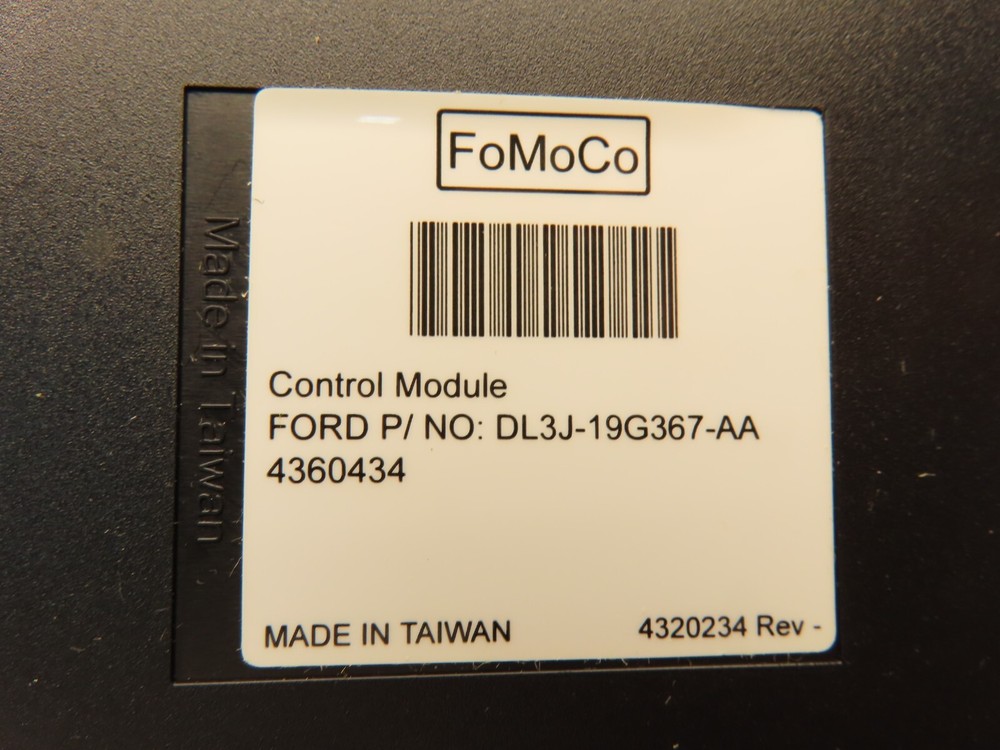 FoMoCo
Control Module
FORD P/ NO: DL3J-19G367-AA
4360434
MADE IN TAIWAN
4320234 Rev -
Made in Taiwan